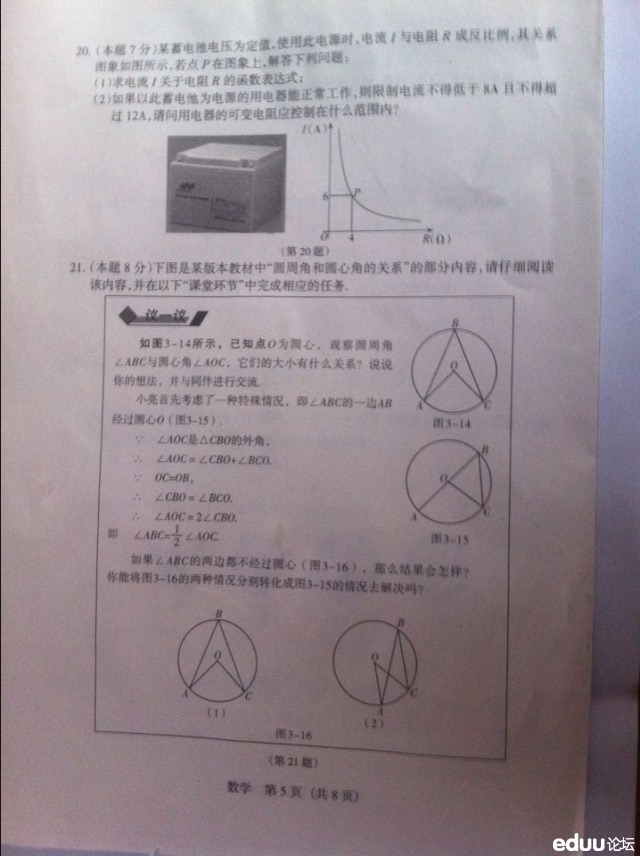 20. (本题7分)某蓄电池电压为定值,使用此电源时,电流I与电阻R成反比例,其关系
图象如图所示,若点P在图象上,解答下列问题:
(1)求电流I关于电阻R的函数表达式;
(2)如果以此蓄电池为电源的用电器能正常工作,则限制电流不得低于8A且不得超
过12A,请问用电器的可变电阻应控制在什么范围内?
I(A)
6
P
O
4
R(Ω)
(第20题)
21. (本题8分)下图是某版本教材中“圆周角和圆心角的关系”的部分内容,请仔细阅读
该内容,并在以下“课堂环节”中完成相应的任务.
议一议
如图3-14所示,已知点O为圆心,观察圆周角
∠ABC与圆心角∠AOC,它们的大小有什么关系?说说
你的想法,并与同伴进行交流.
小亮首先考虑了一种特殊情况,即∠ABC的一边AB
经过圆心O(图3-15).
∵ ∠AOC是△CBO的外角,
∴ ∠AOC=∠CBO+∠BCO.
∵ OC=OB,
∴ ∠CBO=∠BCO.
∴ ∠AOC=2∠CBO.
即 ∠ABC=1/2∠AOC.
B
O
A
C
图3-14
B
O
A
C
图3-15
如果∠ABC的两边都不经过圆心(图3-16),那么结果会怎样?
你能将图3-16的两种情况分别转化成图3-15的情况去解决吗?
B
O
A
C
(1)
B
O
C
A
(2)
图3-16
(第21题)
数学 第5页 (共8页)
eduu论坛